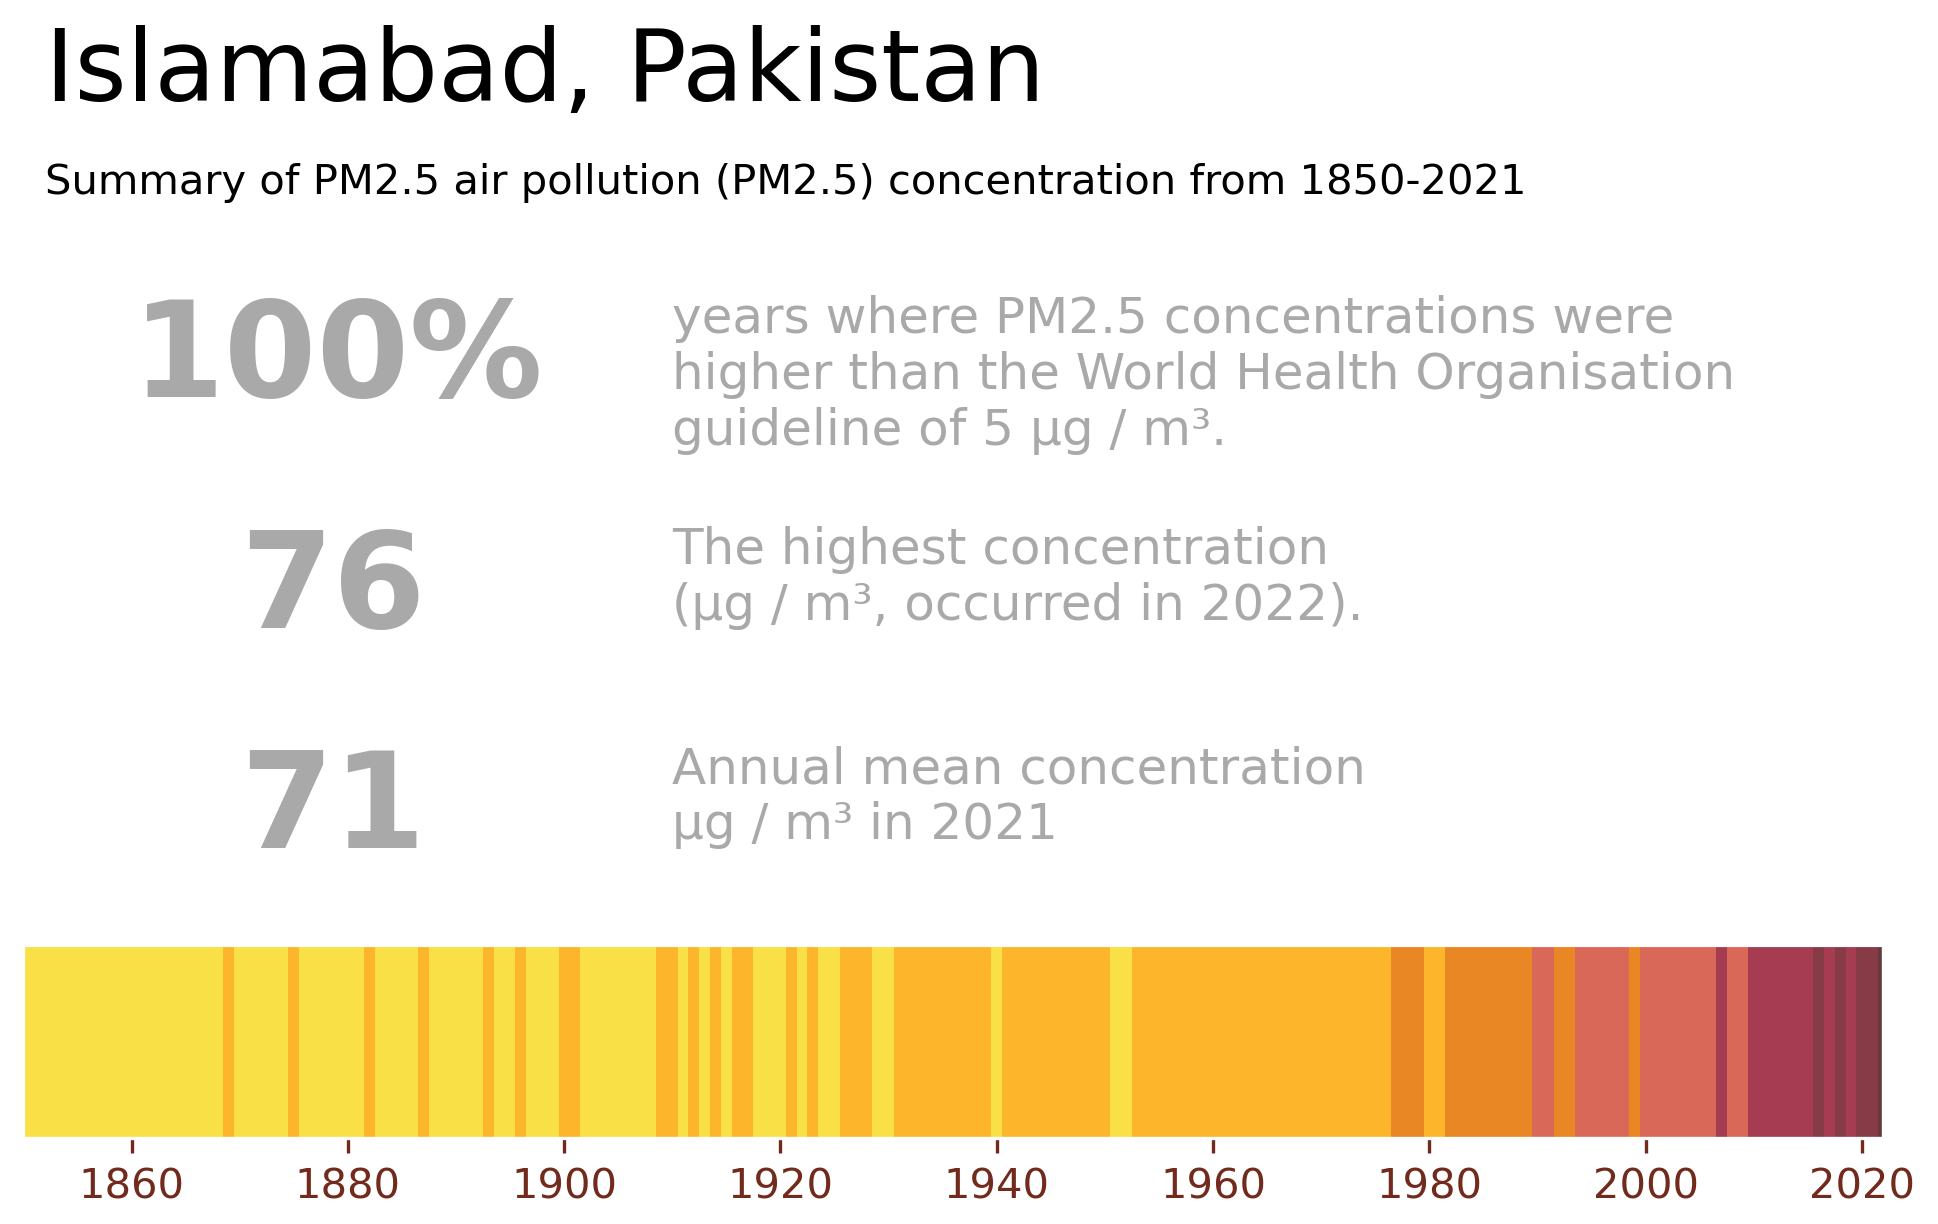 Islamabad, Pakistan
Summary of PM2.5 air pollution (PM2.5) concentration from 1850-2021
100%
years where PM2.5 concentrations were
higher than the World Health Organisation
guideline of 5 µg / m³.
76
The highest concentration
(µg / m³, occurred in 2022).
71
Annual mean concentration
µg / m³ in 2021
1860 1880 1900 1920 1940 1960 1980 2000 2020